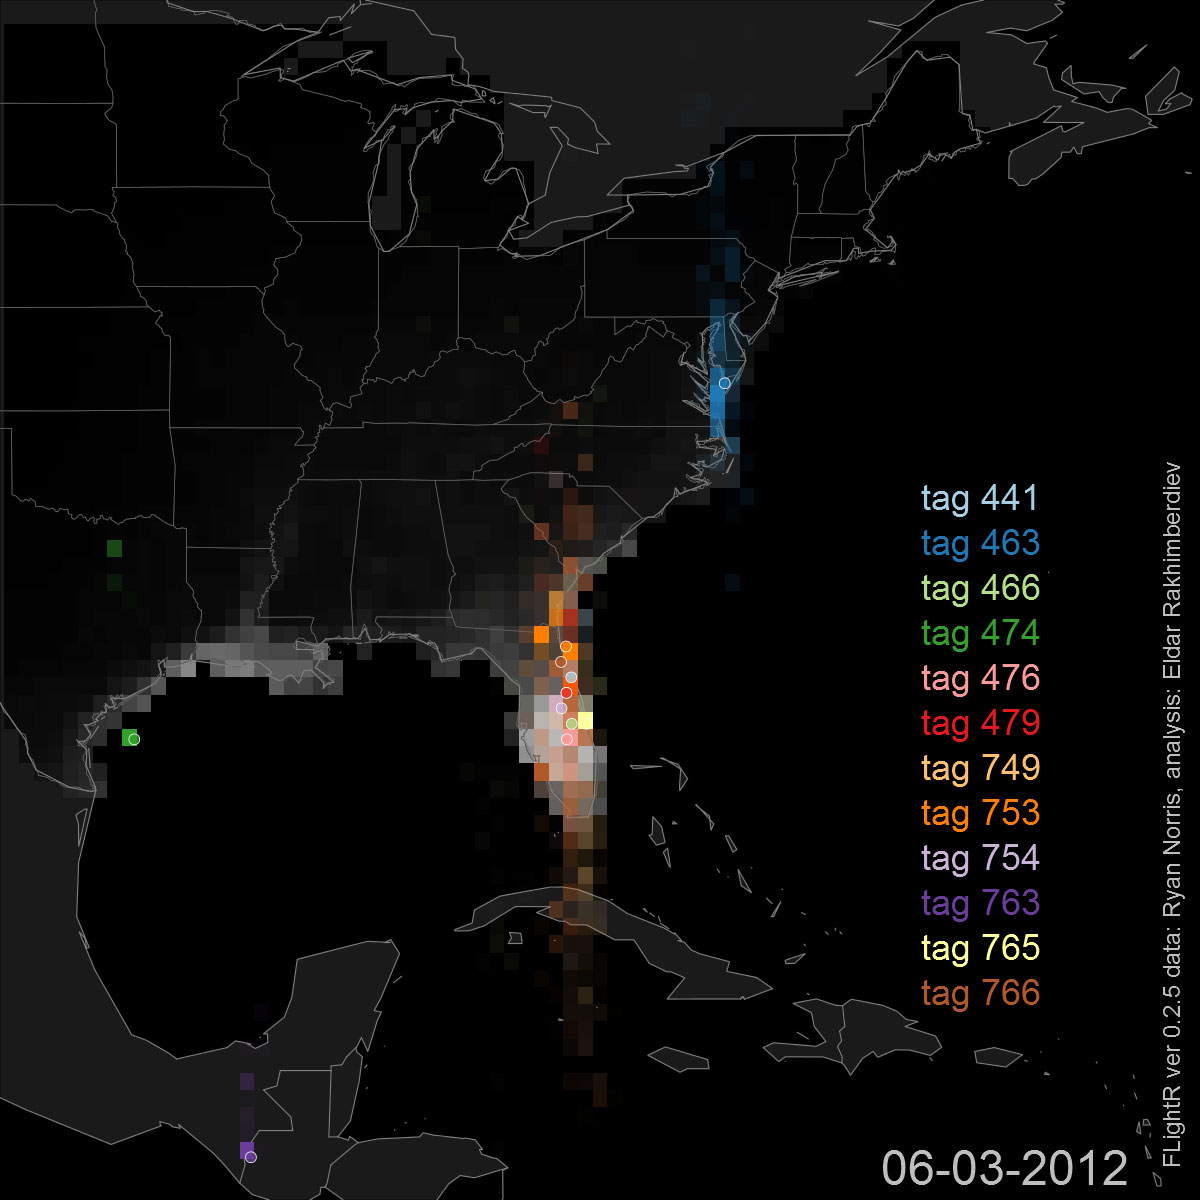 tag 441
tag 463
tag 466
tag 474
tag 476
tag 479
tag 749
tag 753
tag 754
tag 763
tag 765
tag 766
06-03-2012
FLightR ver 0.2.5 data: Ryan Norris, analysis: Eldar Rakhimberdiev